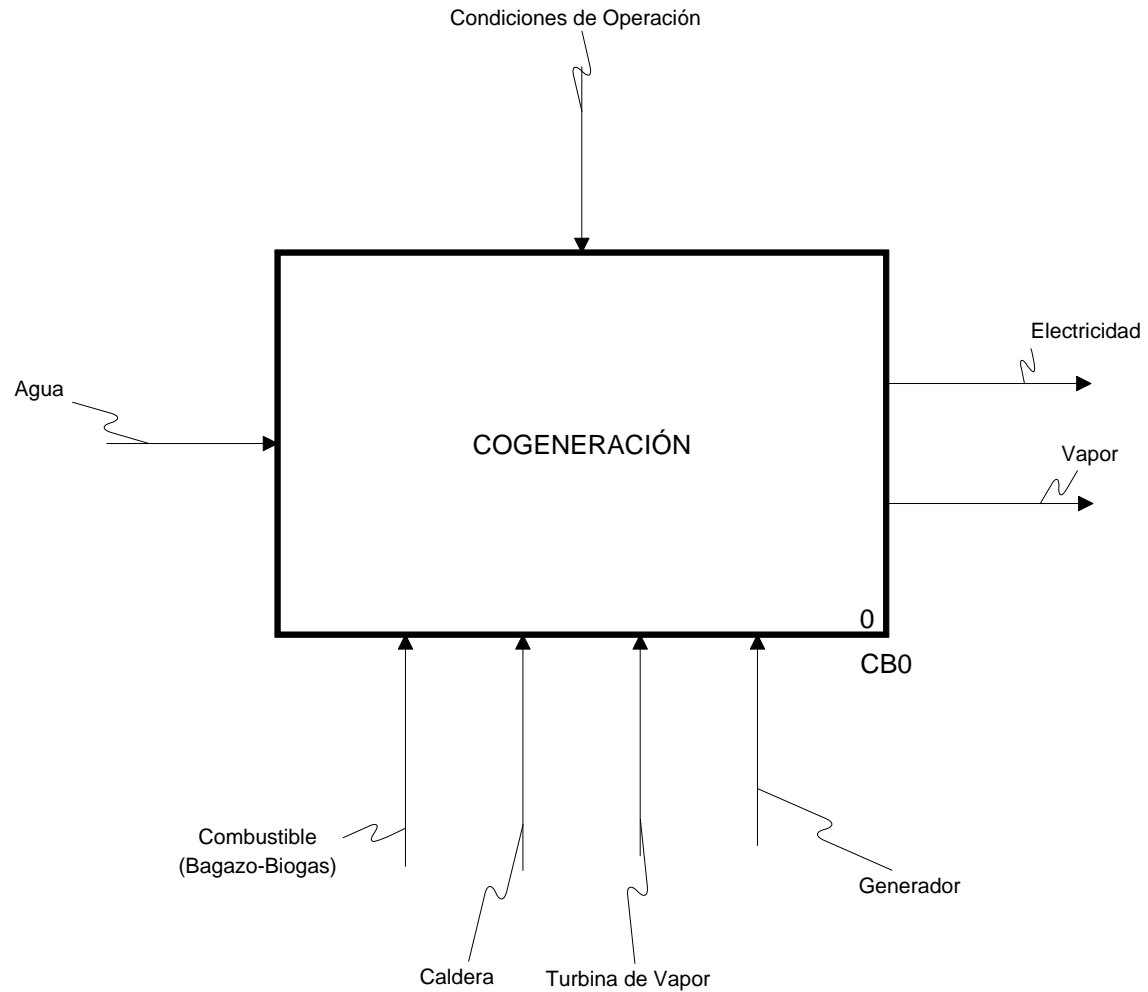 Condiciones de Operación
Electricidad
Agua
COGENERACIÓN
Vapor
0
CB0
Combustible
(Bagazo-Biogas)
Generador
Caldera
Turbina de Vapor